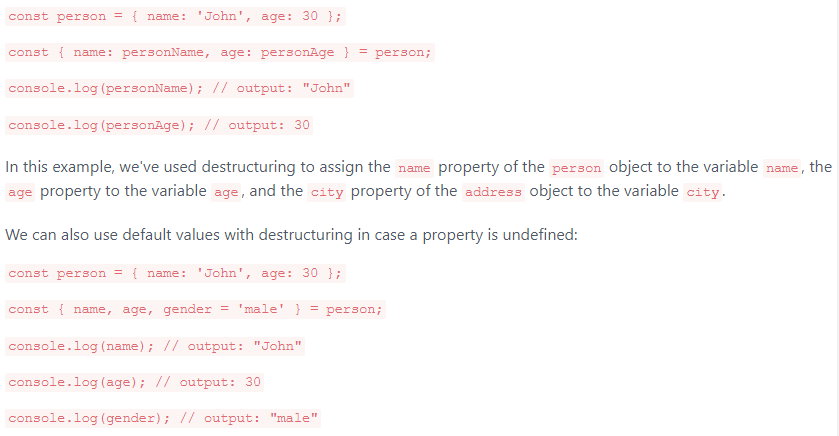 const person = { name: 'John', age: 30 };
const { name: personName, age: personAge } = person;
console.log(personName); // output: "John"
console.log(personAge); // output: 30
In this example, we've used destructuring to assign the name property of the person object to the variable name, the
age property to the variable age, and the city property of the address object to the variable city.
We can also use default values with destructuring in case a property is undefined:
const person = { name: 'John', age: 30 };
const { name, age, gender = 'male' } = person;
console.log(name); // output: "John"
console.log(age); // output: 30
console.log(gender); // output: "male"